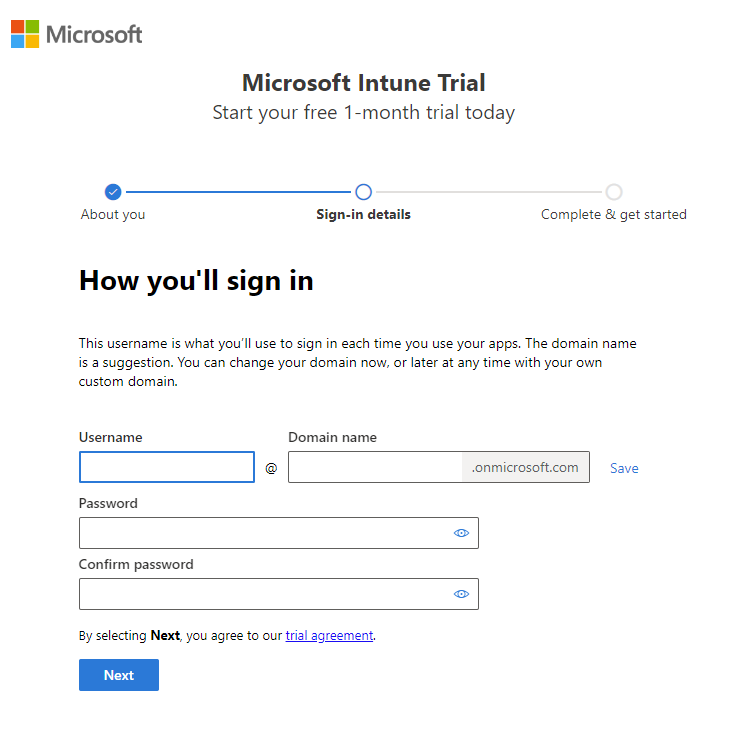 Microsoft
Microsoft Intune Trial
Start your free 1-month trial today
About you
Sign-in details
Complete & get started
How you'll sign in
This username is what you’ll use to sign in each time you use your apps. The domain name
is a suggestion. You can change your domain now, or later at any time with your own
custom domain.
Username
Domain name
@
.onmicrosoft.com
Save
Password
Confirm password
By selecting Next, you agree to our trial agreement.
Next